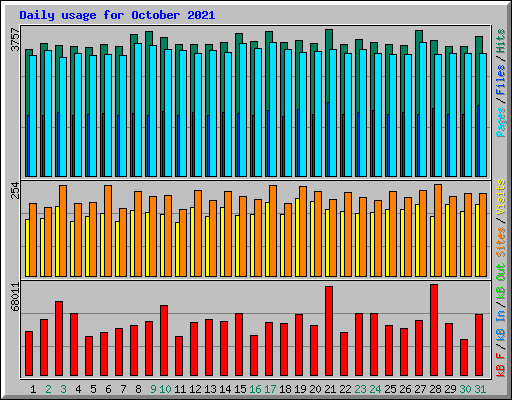 Daily usage for October 2021
3757
Pages / Files / Hits
254
Sites / Visits
68011
kB F / kB In / kB Out
1 2 3 4 5 6 7 8 9 10 11 12 13 14 15 16 17 18 19 20 21 22 23 24 25 26 27 28 29 30 31